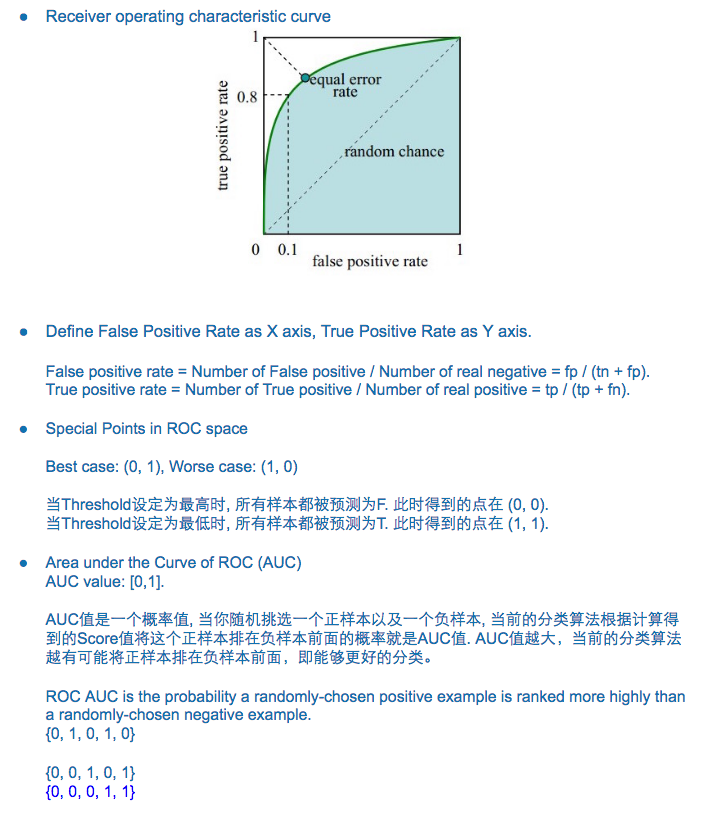 Receiver operating characteristic curve
1
equal error
rate
0.8
true positive rate
random chance
0 0.1 1
false positive rate
Define False Positive Rate as X axis, True Positive Rate as Y axis.
False positive rate = Number of False positive / Number of real negative = fp / (tn + fp).
True positive rate = Number of True positive / Number of real positive = tp / (tp + fn).
Special Points in ROC space
Best case: (0, 1), Worse case: (1, 0)
当Threshold设定为最高时, 所有样本都被预测为F. 此时得到的点在 (0, 0).
当Threshold设定为最低时, 所有样本都被预测为T. 此时得到的点在 (1, 1).
Area under the Curve of ROC (AUC)
AUC value: [0,1].
AUC值是一个概率值, 当你随机挑选一个正样本以及一个负样本, 当前的分类算法根据计算得
到的Score值将这个正样本排在负样本前面的概率就是AUC值. AUC值越大，当前的分类算法
越有可能将正样本排在负样本前面，即能够更好的分类。
ROC AUC is the probability a randomly-chosen positive example is ranked more highly than
a randomly-chosen negative example.
{0, 1, 0, 1, 0}
{0, 0, 1, 0, 1}
{0, 0, 0, 1, 1}